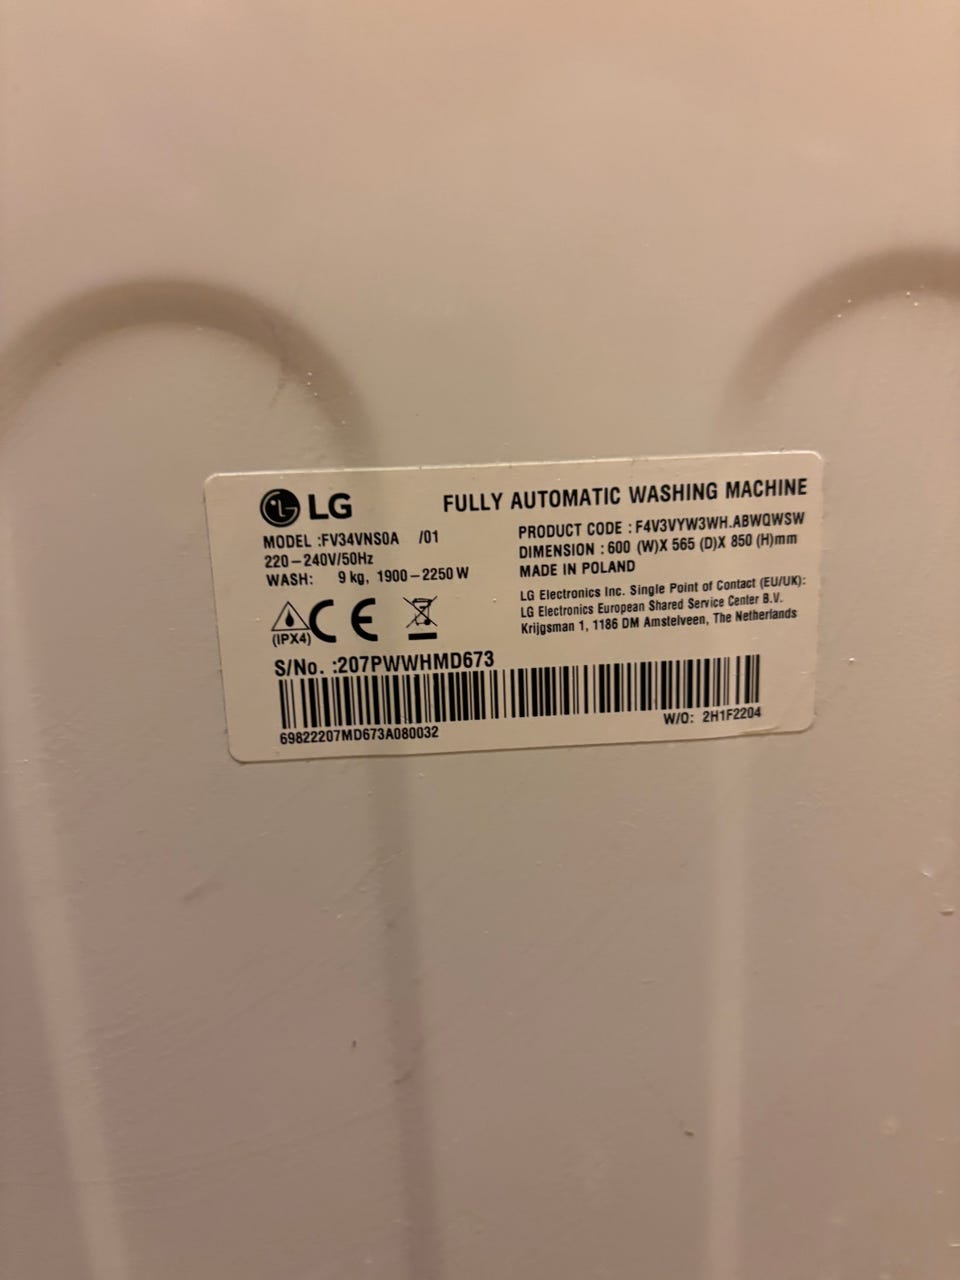 LG FULLY AUTOMATIC WASHING MACHINE
MODEL :FV34VNS0A /01
220-240V/50Hz
WASH: 9 kg, 1900-2250 W
PRODUCT CODE : F4V3VYW3WH.ABWQWSW
DIMENSION : 600 (W)X 565 (D)X 850 (H)mm
MADE IN POLAND
LG Electronics Inc. Single Point of Contact (EU/UK):
LG Electronics European Shared Service Center B.V.
Krijgsman 1, 1186 DM Amstelveen, The Netherlands
(IPX4) CE
S/No. :207PWWHMD673
69822207MD673A080032
W/O: 2H1F2204